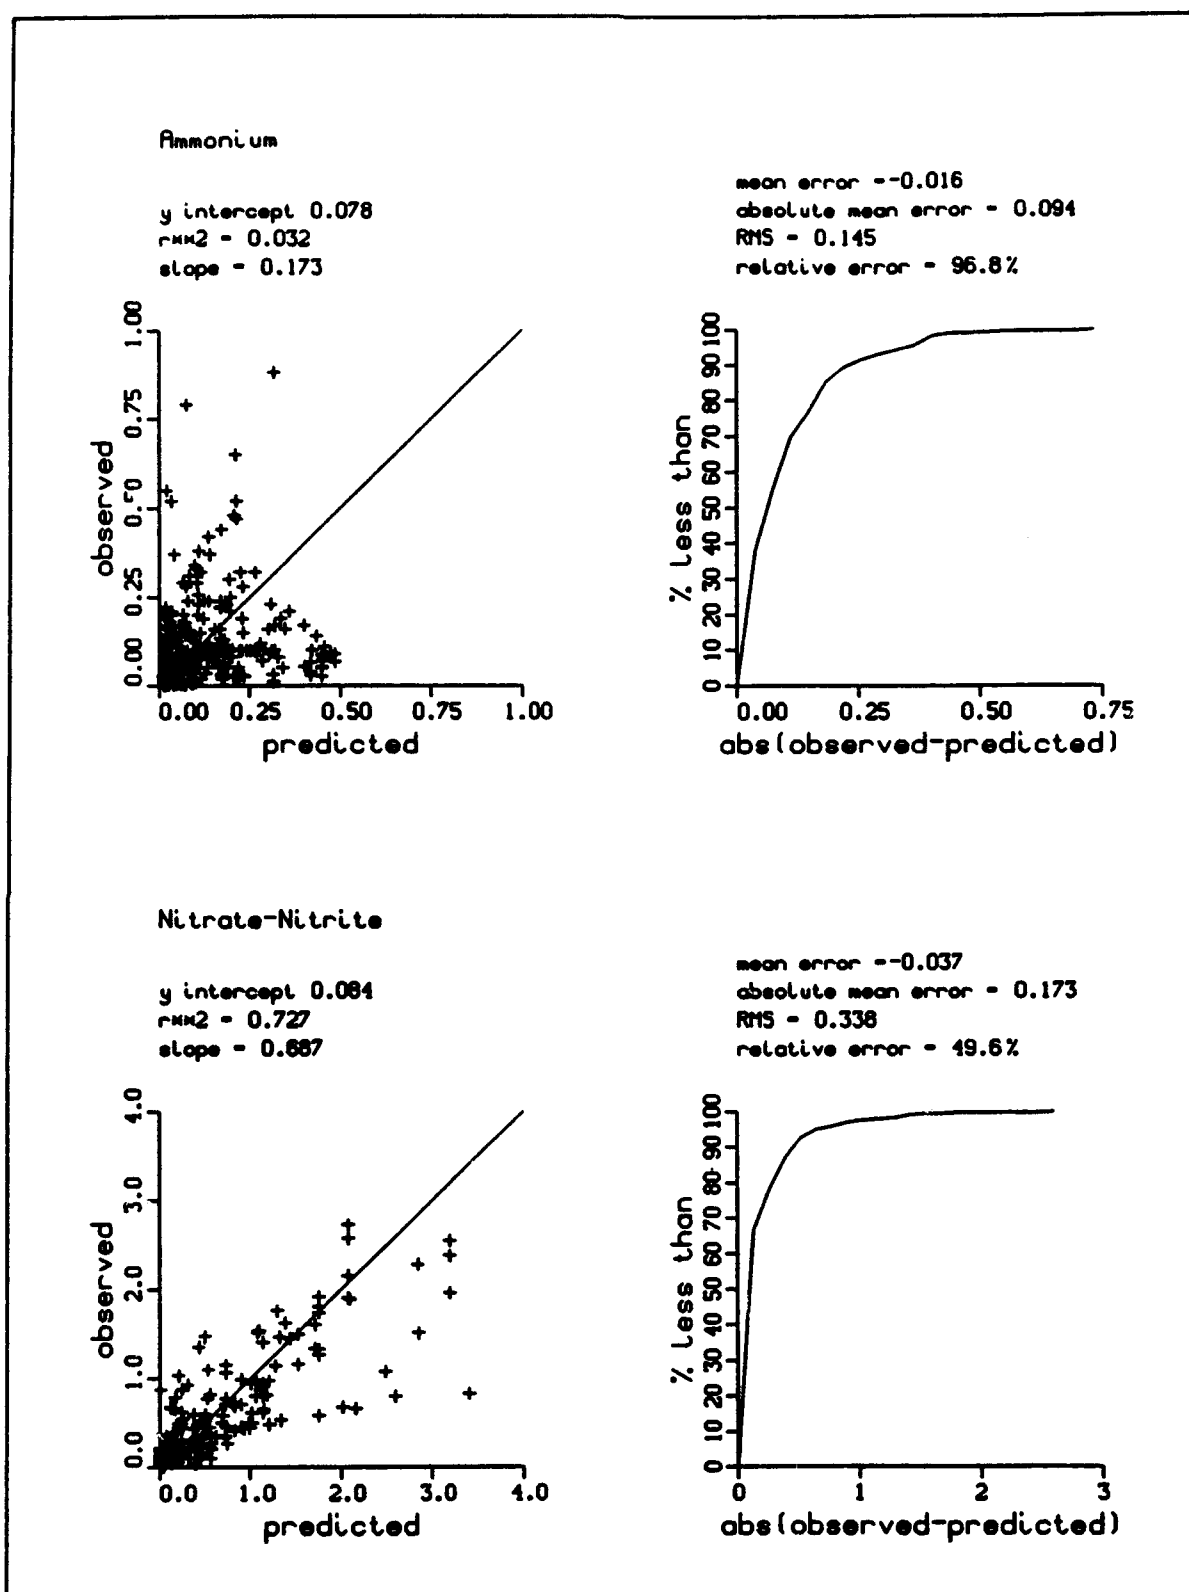 Ammonium
y intercept 0.078
r**2 = 0.032
slope = 0.173
mean error =-0.016
absolute mean error = 0.094
RMS = 0.145
relative error = 96.8%
1.00
0.75
0.50
0.25
0.00
observed
0.00 0.25 0.50 0.75 1.00
predicted
100
90
80
70
60
50
40
30
20
10
0
% less than
0.00 0.25 0.50 0.75
abs(observed-predicted)
Nitrate-Nitrite
y intercept 0.084
r**2 = 0.727
slope = 0.687
mean error =-0.037
absolute mean error = 0.173
RMS = 0.338
relative error = 49.6%
4.0
3.0
2.0
1.0
0.0
observed
0.0 1.0 2.0 3.0 4.0
predicted
100
90
80
70
60
50
40
30
20
10
0
% less than
0 1 2 3
abs(observed-predicted)